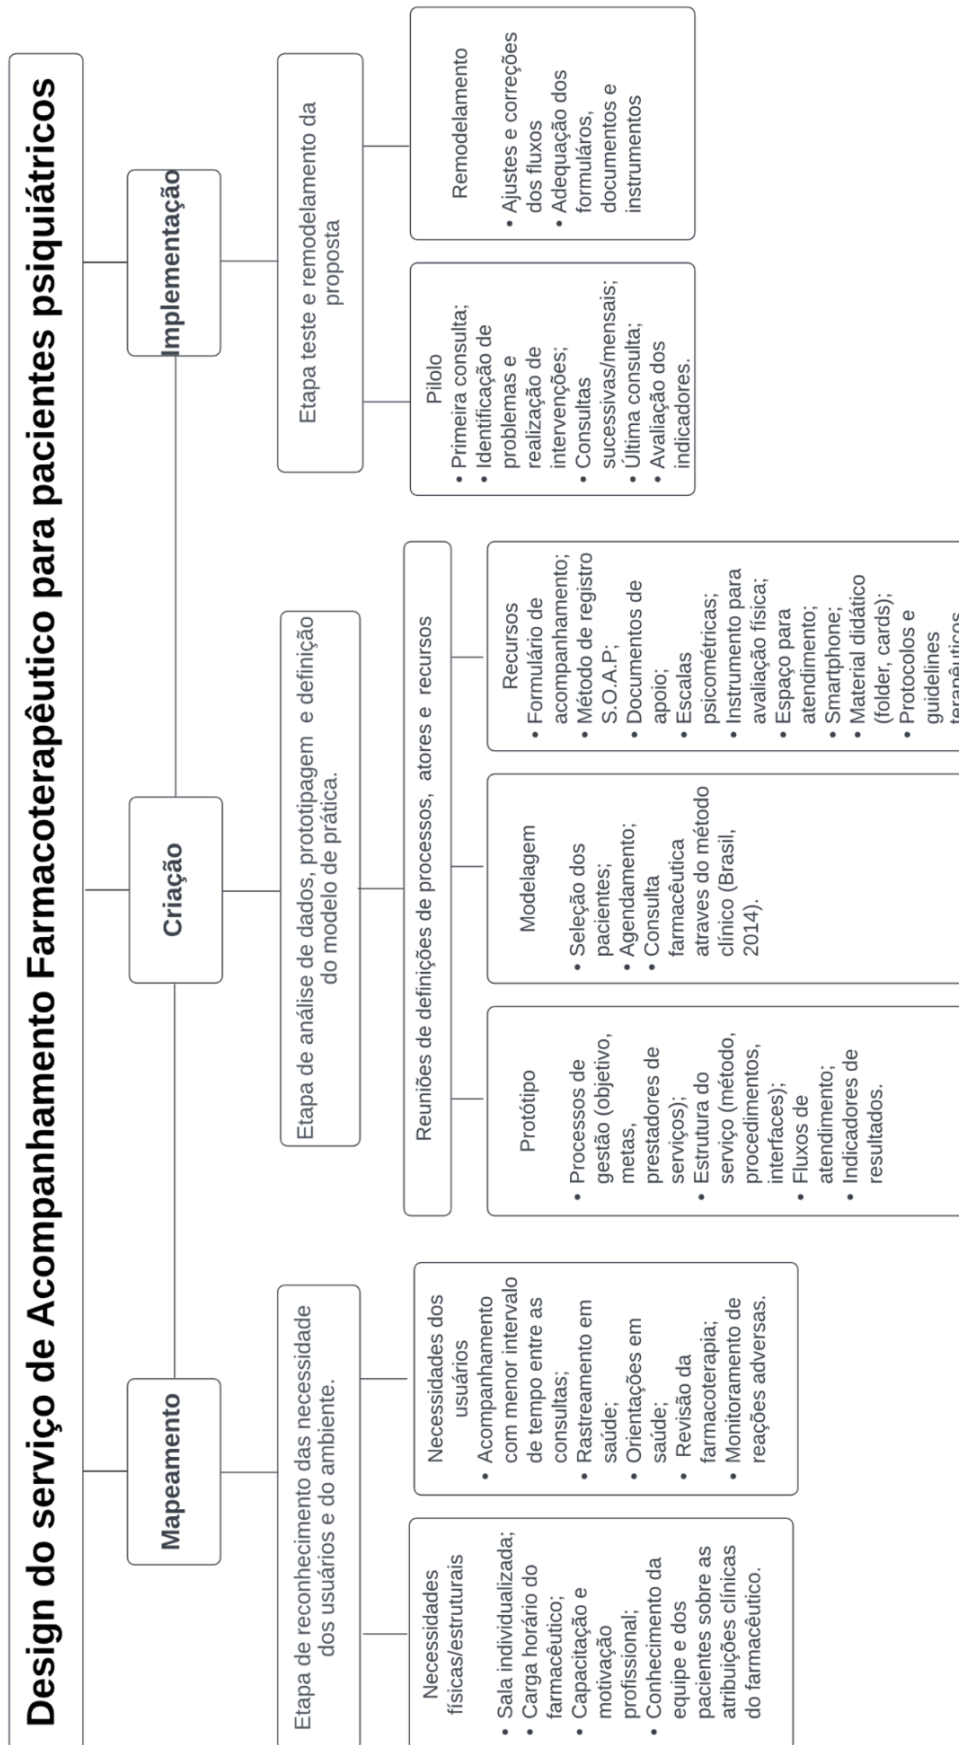 Design do serviço de Acompanhamento Farmacoterapêutico para pacientes psiquiátricos
Mapeamento
Etapa de reconhecimento das necessidade
dos usuários e do ambiente.
Necessidades
físicas/estruturais
• Sala individualizada;
• Carga horário do
farmacêutico;
• Capacitação e
motivação
profissional;
• Conhecimento da
equipe e dos
pacientes sobre as
atribuições clínicas
do farmacêutico.
Necessidades dos
usuários
• Acompanhamento
com menor intervalo
de tempo entre as
consultas;
• Rastreamento em
saúde;
• Orientações em
saúde;
• Revisão da
farmacoterapia;
• Monitoramento de
reações adversas.
Criação
Etapa de análise de dados, prototipagem e definição
do modelo de prática.
Reuniões de definições de processos, atores e recursos
Protótipo
• Processos de
gestão (objetivo,
metas,
prestadores de
serviços);
• Estrutura do
serviço (método,
procedimentos,
interfaces);
• Fluxos de
atendimento;
• Indicadores de
resultados.
Modelagem
• Seleção dos
pacientes;
• Agendamento;
• Consulta
farmacêutica
atraves do método
clínico (Brasil,
2014).
Recursos
• Formulário de
acompanhamento;
• Método de registro
S.O.A.P;
• Documentos de
apoio;
• Escalas
psicométricas;
• Instrumento para
avaliação física;
• Espaço para
atendimento;
• Smartphone;
• Material didático
(folder, cards);
• Protocolos e
guidelines
terapêuticos
Implementação
Etapa teste e remodelamento da
proposta
Pilolo
• Primeira consulta;
• Identificação de
problemas e
realização de
intervenções;
• Consultas
sucessivas/mensais;
• Última consulta;
• Avaliação dos
indicadores.
Remodelamento
• Ajustes e correções
dos fluxos
• Adequação dos
formuláros,
documentos e
instrumentos